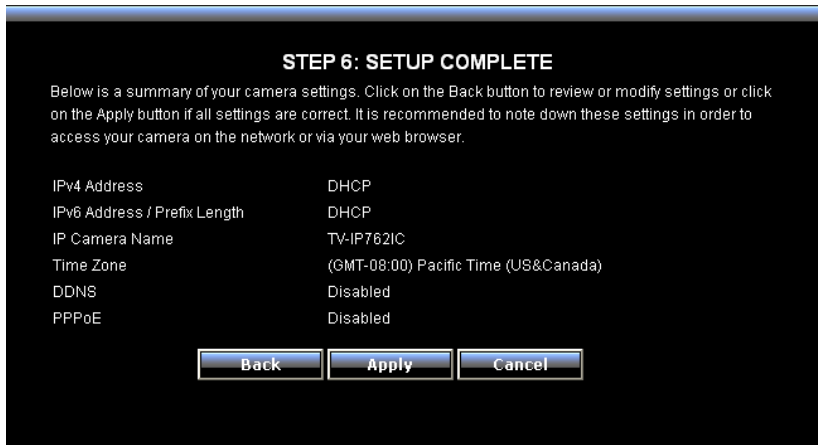 STEP 6: SETUP COMPLETE
Below is a summary of your camera settings. Click on the Back button to review or modify settings or click
on the Apply button if all settings are correct. It is recommended to note down these settings in order to
access your camera on the network or via your web browser.
IPv4 Address DHCP
IPv6 Address / Prefix Length DHCP
IP Camera Name TV-IP762IC
Time Zone (GMT-08:00) Pacific Time (US&Canada)
DDNS Disabled
PPPoE Disabled
Back Apply Cancel